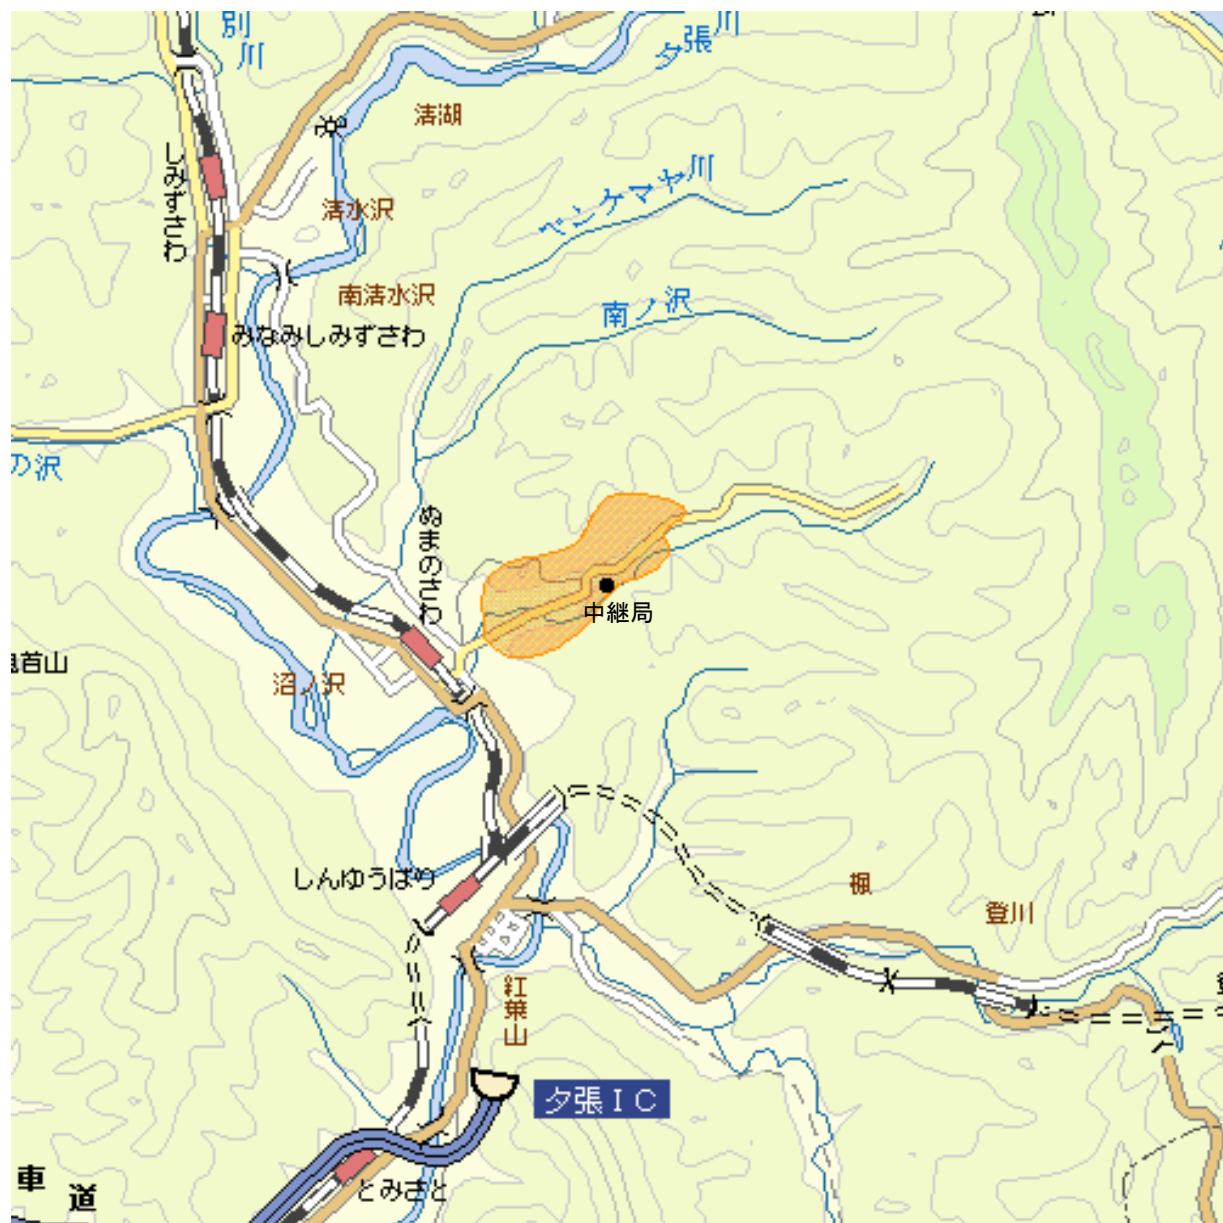 別川
夕張川
清湖
しみずさわ
ペンケマヤ川
清水沢
南清水沢
南ノ沢
みなみしみずさわ
の沢
ぬまのさわ
中継局
首山
沼ノ沢
しんゆうばり
楓
登川
紅葉山
夕張IC
車道
とみさと